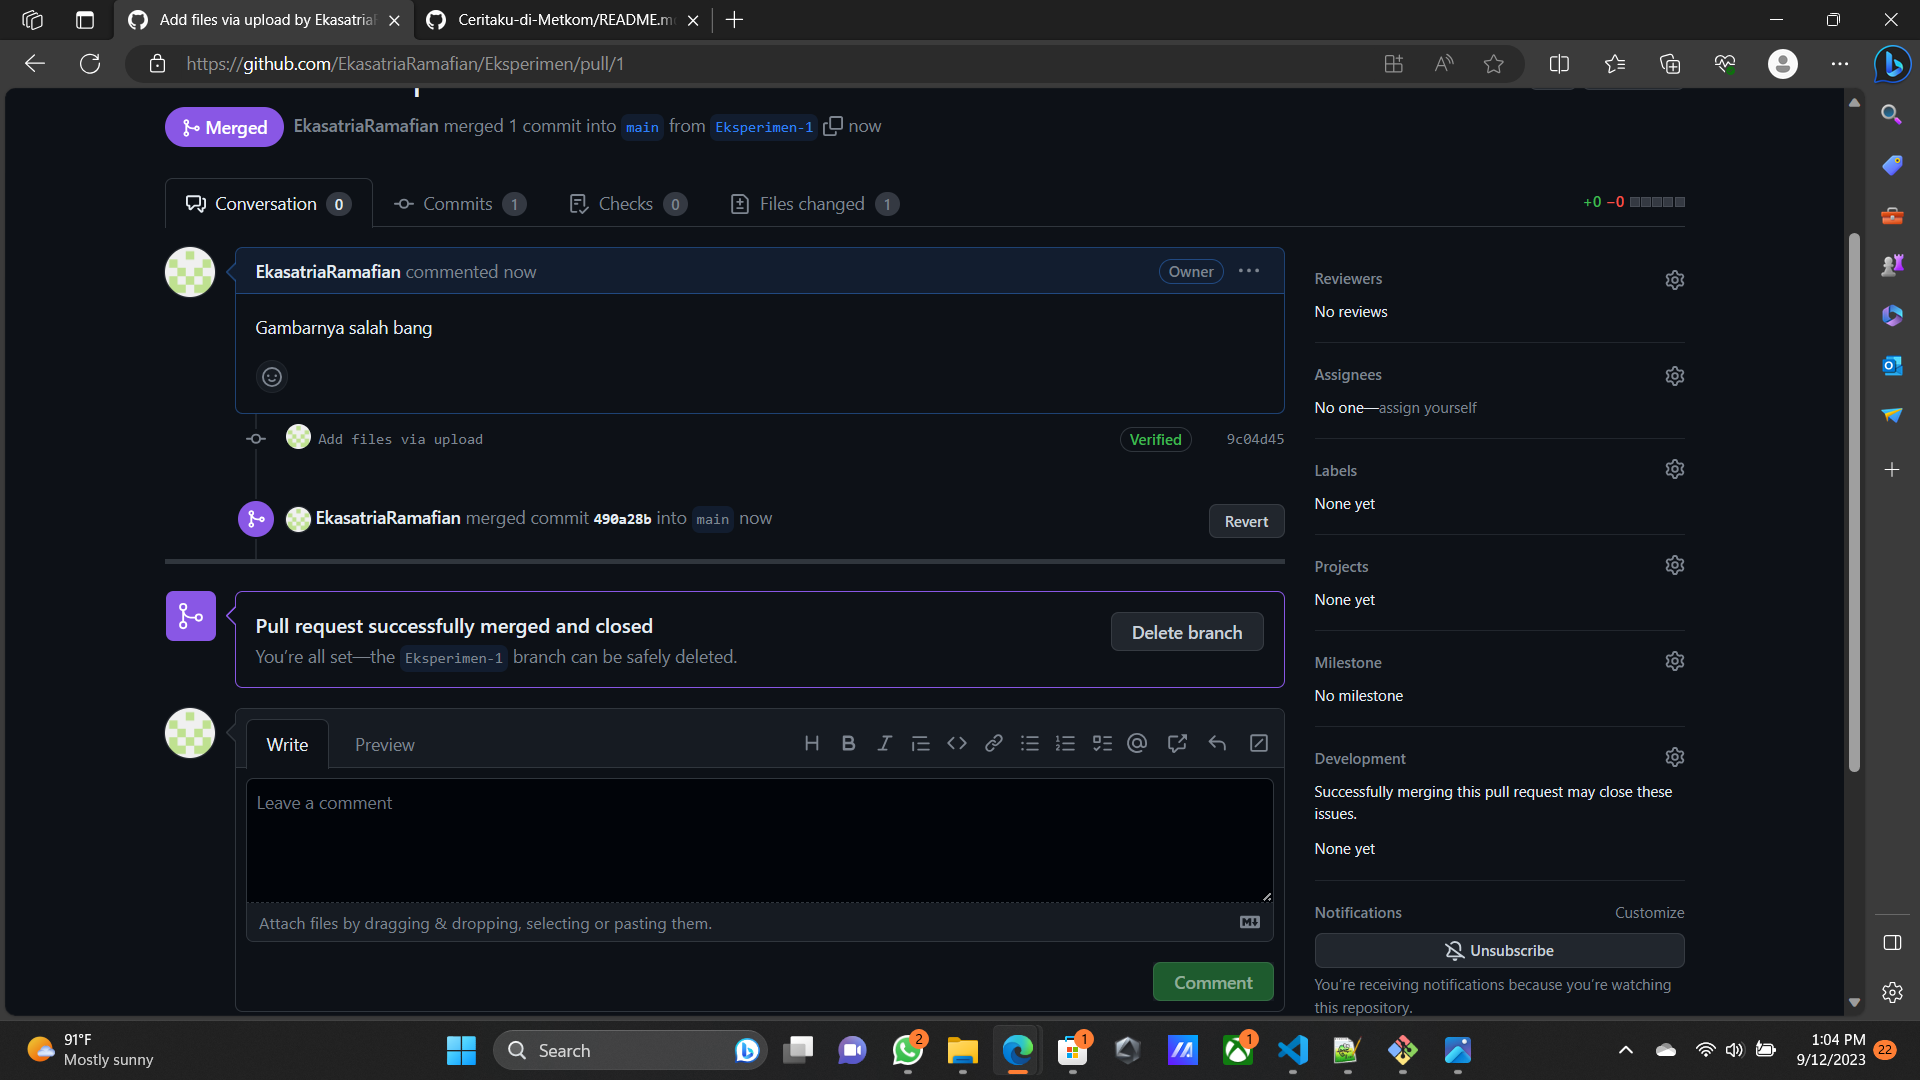 Add files via upload by Ekasatria
Ceritaku-di-Metkom/README.m
https://github.com/EkasatriaRamafian/Eksperimen/pull/1
Merged
EkasatriaRamafian merged 1 commit into main from Eksperimen-1 now
Conversation 0
Commits 1
Checks 0
Files changed 1
+0 −0
EkasatriaRamafian commented now
Owner
Gambarnya salah bang
Add files via upload
Verified
9c04d45
EkasatriaRamafian merged commit 490a28b into main now
Revert
Pull request successfully merged and closed
Delete branch
You're all set—the Eksperimen-1 branch can be safely deleted.
Write
Preview
Leave a comment
Attach files by dragging & dropping, selecting or pasting them.
Comment
Reviewers
No reviews
Assignees
No one—assign yourself
Labels
None yet
Projects
None yet
Milestone
No milestone
Development
Successfully merging this pull request may close these
issues.
None yet
Notifications
Customize
Unsubscribe
You're receiving notifications because you're watching
this repository.
91°F
Mostly sunny
Search
2
1
1
1:04 PM
9/12/2023
22